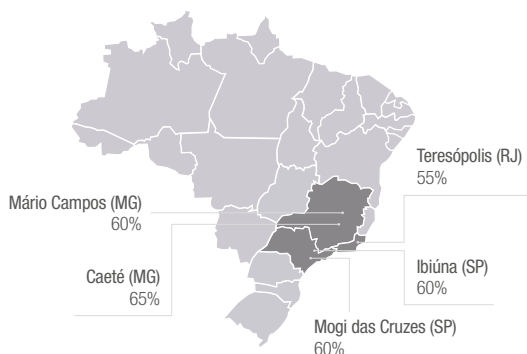 Teresópolis (RJ)
55%
Mário Campos (MG)
60%
Caeté (MG)
65%
Ibiúna (SP)
60%
Mogi das Cruzes (SP)
60%